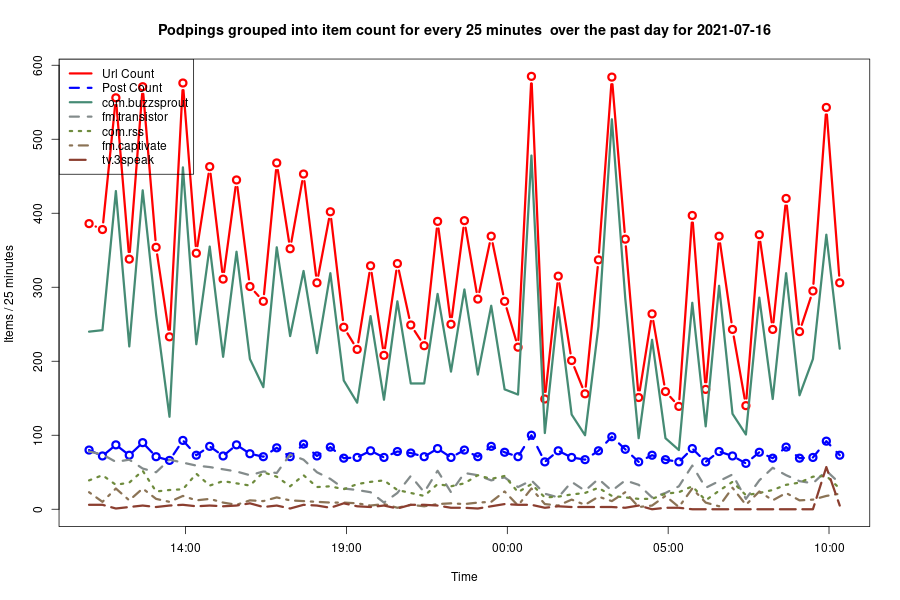 Podpings grouped into item count for every 25 minutes  over the past day for 2021-07-16
Items / 25 minutes
600
500
400
300
200
100
0
Url Count
Post Count
com.buzzsprout
fm.transistor
com.rss
fm.captivate
tv.3speak
14:00
19:00
00:00
05:00
10:00
Time